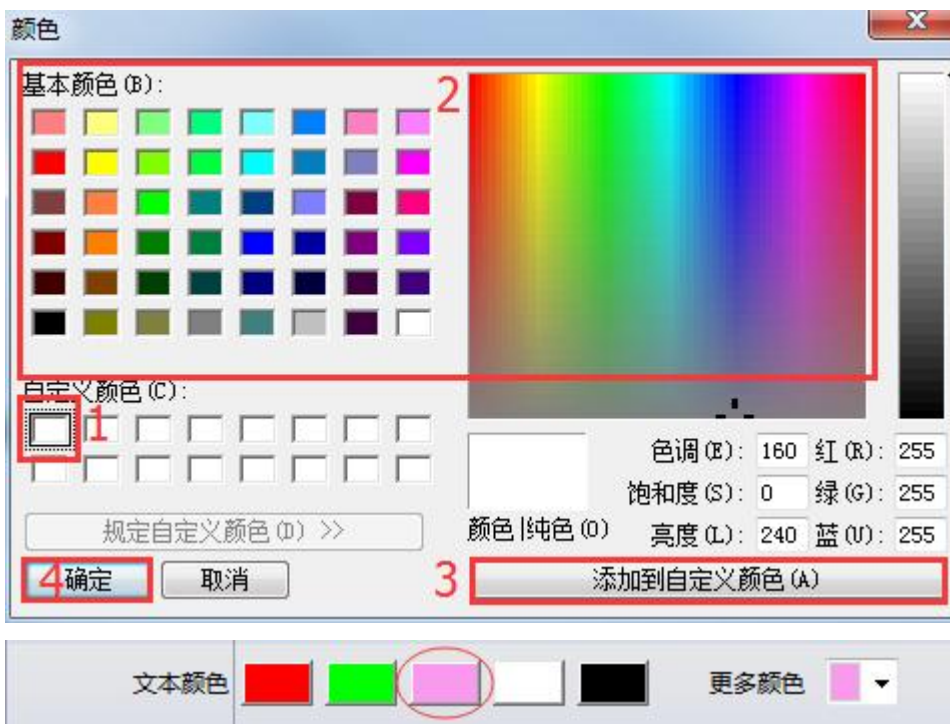 颜色
基本颜色(B):
2
自定义颜色(C):
1
色调(E): 160 红(R): 255
饱和度(S): 0 绿(G): 255
颜色|纯色(O) 亮度(L): 240 蓝(U): 255
规定自定义颜色(D) >>
4 确定 取消 3 添加到自定义颜色(A)
文本颜色 更多颜色